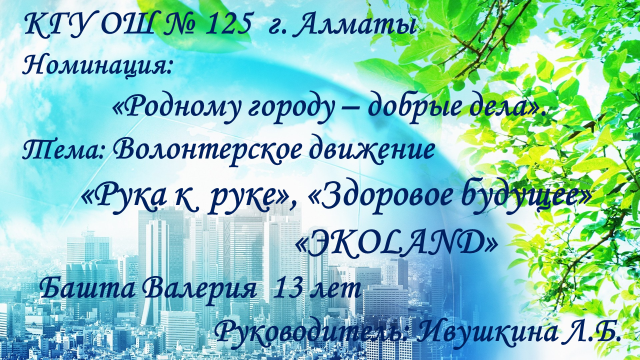 КГУ ОШ № 125 г. Алматы
Номинация:
«Родному городу – добрые дела».
Тема: Волонтерское движение
«Рука к руке», «Здоровое будущее»
«ЭКОLAND»
Башта Валерия 13 лет
Руководитель: Ивушкина Л.Б.